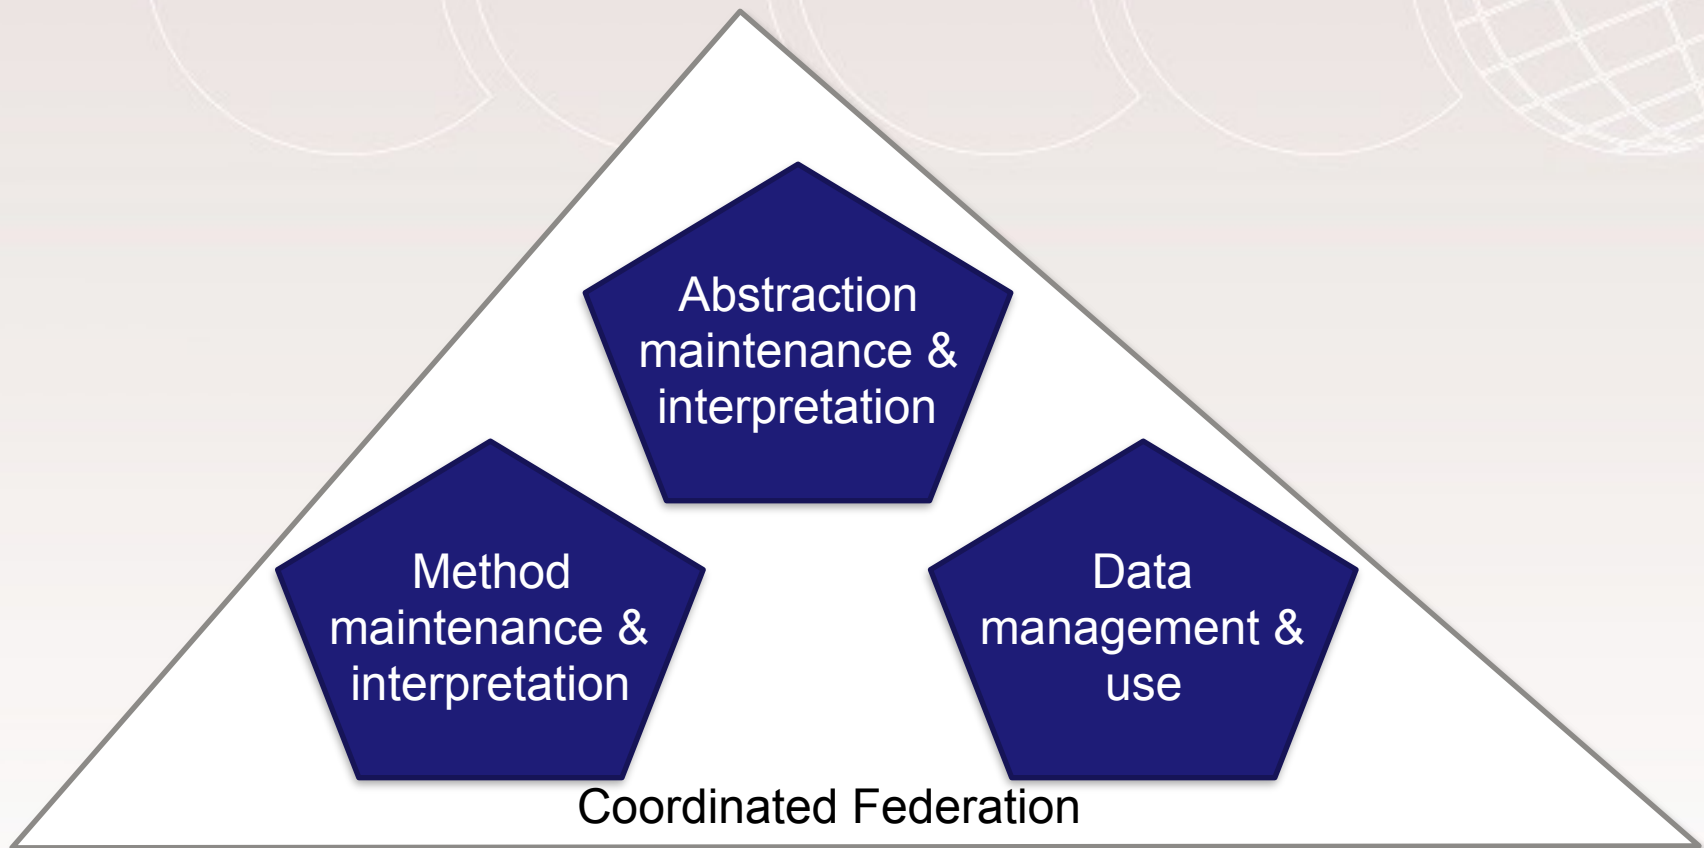 Abstraction
maintenance &
interpretation
Method
maintenance &
interpretation
Data
management &
use
Coordinated Federation